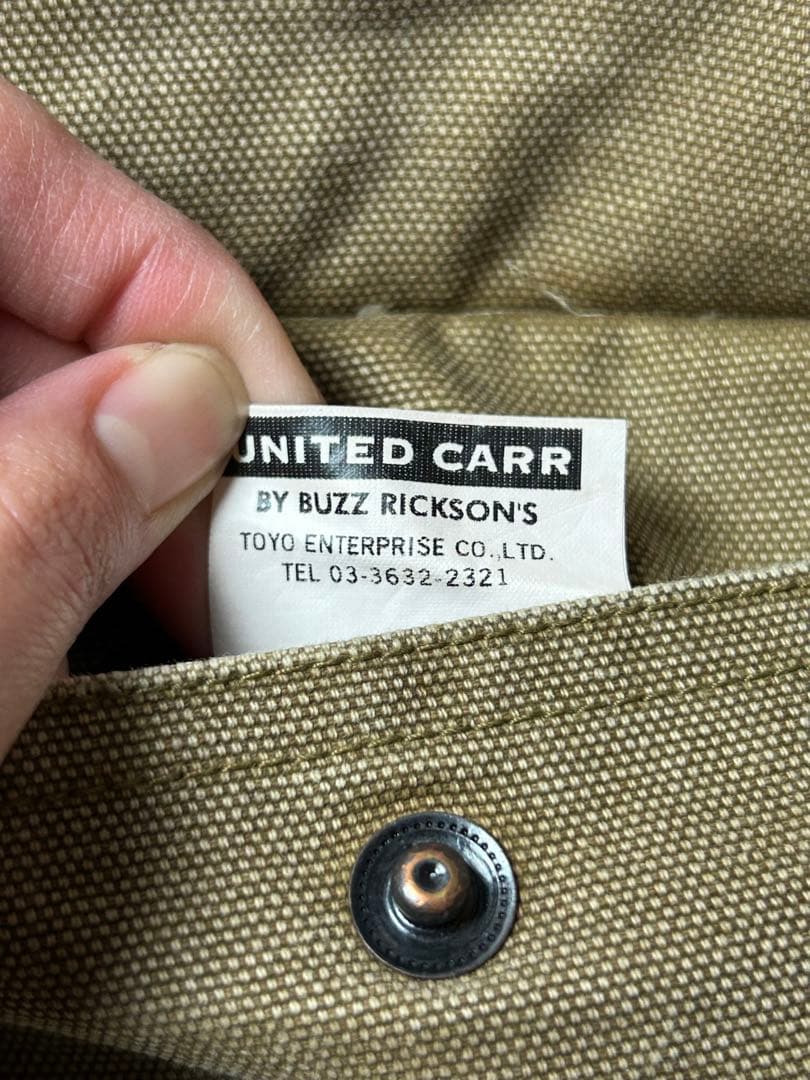 UNITED CARR
BY BUZZ RICKSON'S
TOYO ENTERPRISE CO.,LTD.
TEL 03-3632-2321